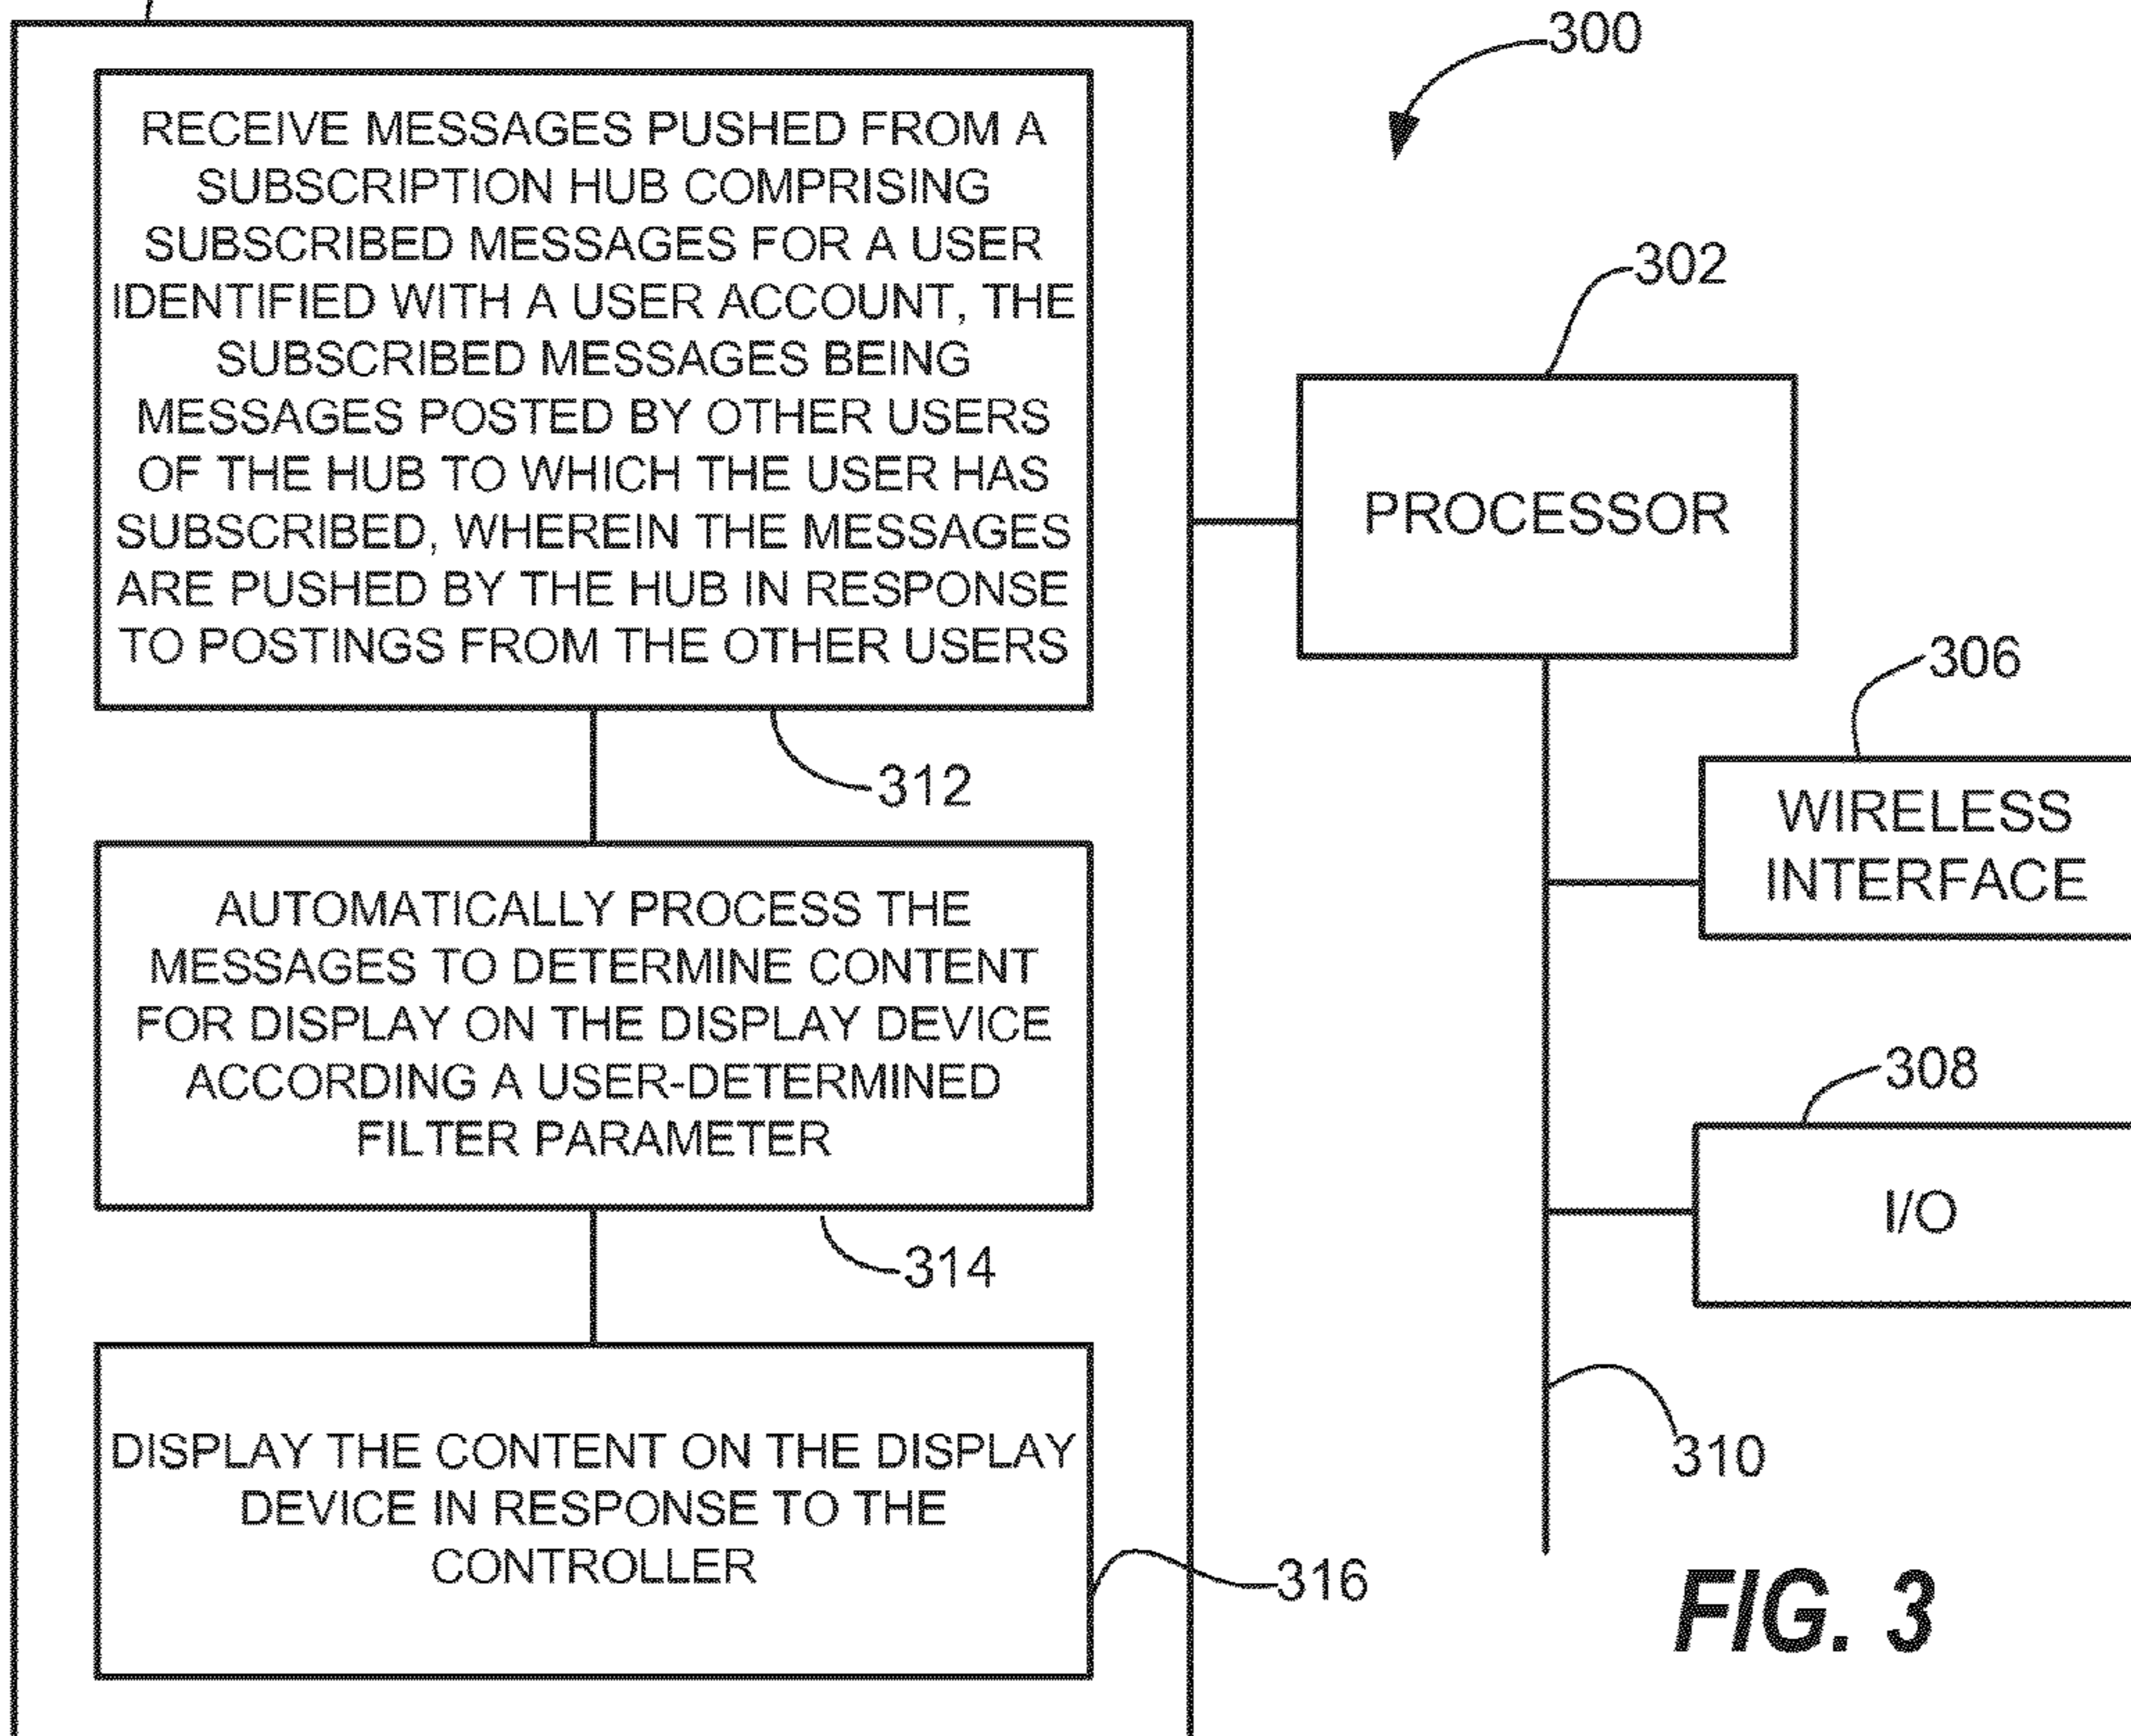 300
RECEIVE MESSAGES PUSHED FROM A
SUBSCRIPTION HUB COMPRISING
SUBSCRIBED MESSAGES FOR A USER
IDENTIFIED WITH A USER ACCOUNT, THE
SUBSCRIBED MESSAGES BEING
MESSAGES POSTED BY OTHER USERS
OF THE HUB TO WHICH THE USER HAS
SUBSCRIBED, WHEREIN THE MESSAGES
ARE PUSHED BY THE HUB IN RESPONSE
TO POSTINGS FROM THE OTHER USERS
312
AUTOMATICALLY PROCESS THE
MESSAGES TO DETERMINE CONTENT
FOR DISPLAY ON THE DISPLAY DEVICE
ACCORDING A USER-DETERMINED
FILTER PARAMETER
314
DISPLAY THE CONTENT ON THE DISPLAY
DEVICE IN RESPONSE TO THE
CONTROLLER
316
302
PROCESSOR
306
WIRELESS
INTERFACE
308
I/O
310
FIG. 3